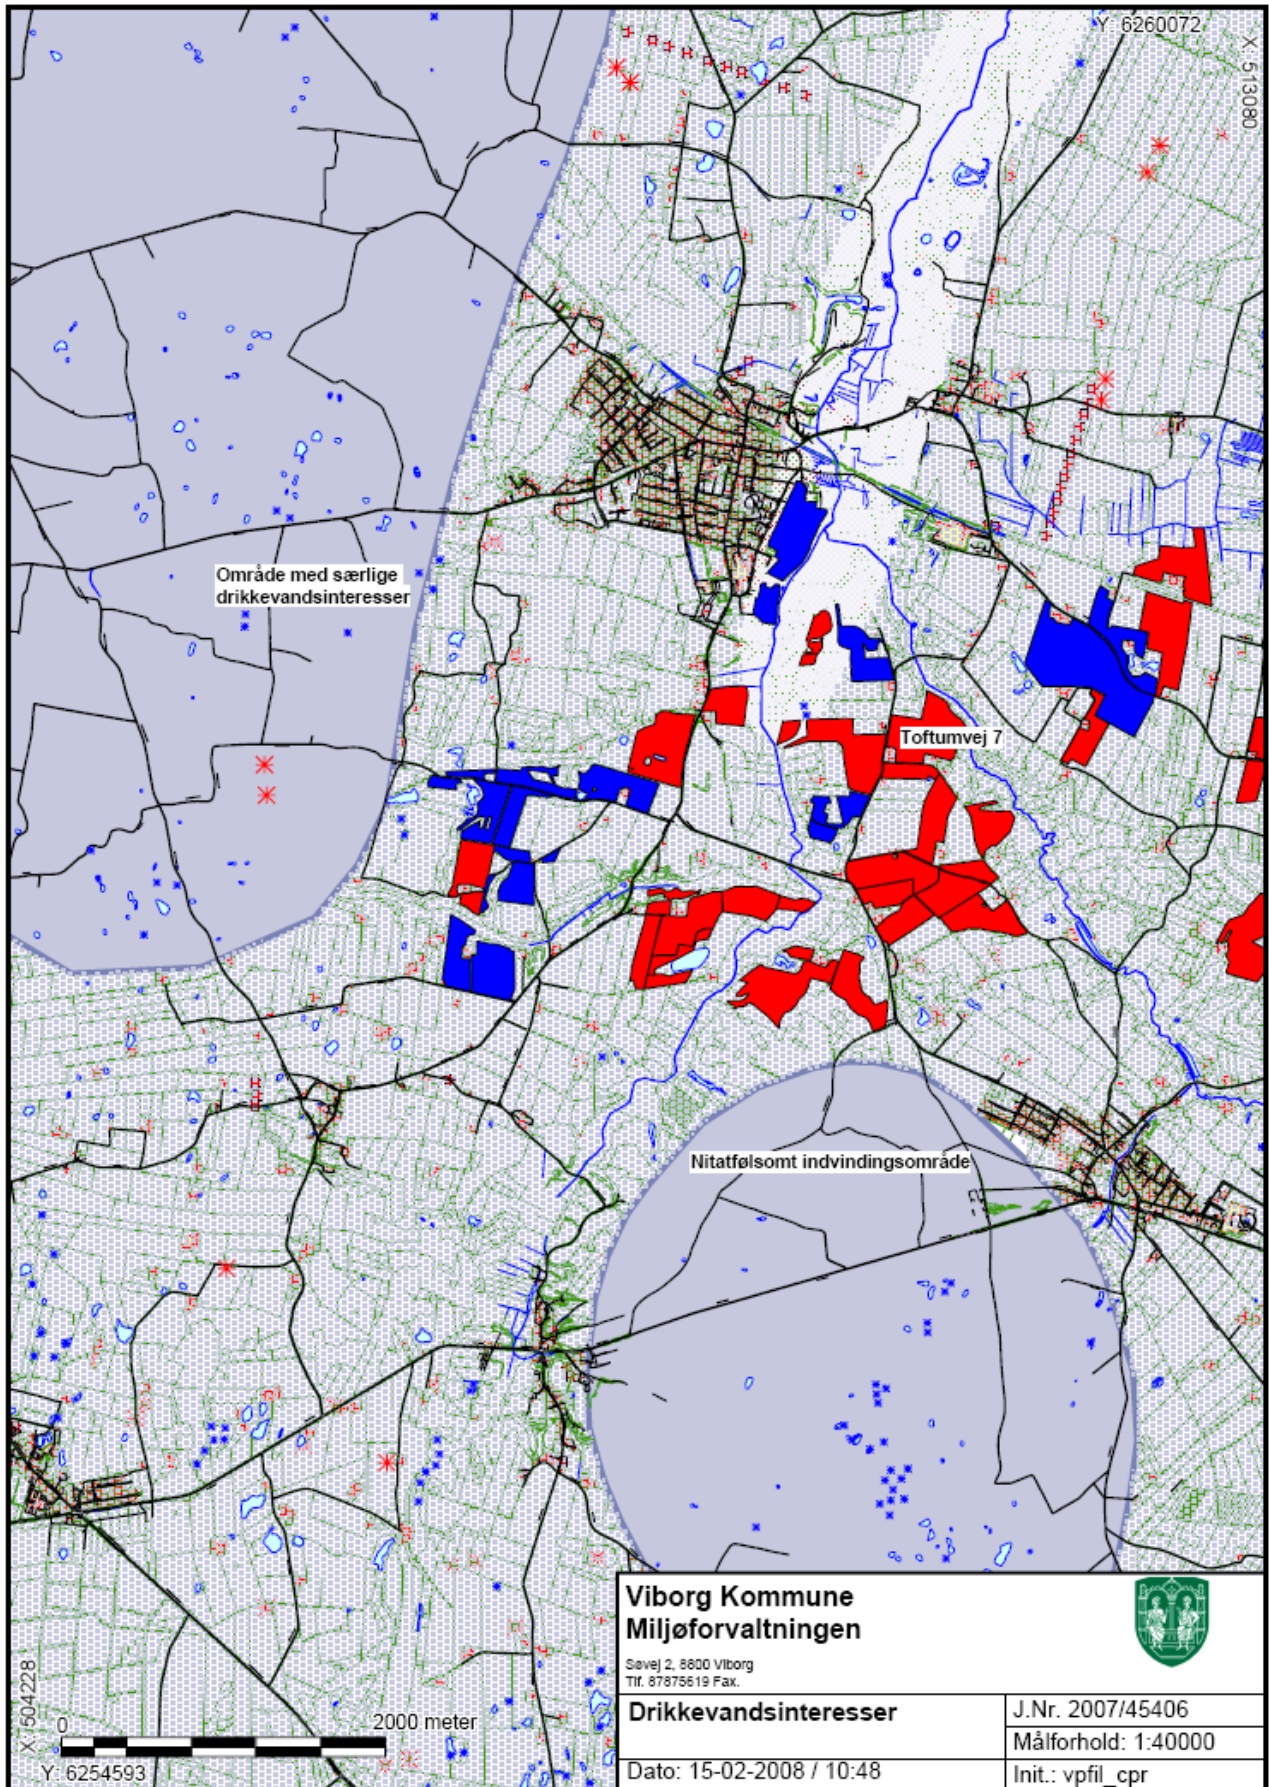 Y: 6260072
X: 513080
Område med særlige
drikkevandsinteresser
Toftumvej 7
Nitatfølsomt indvindingsområde
X: 504228
0
2000 meter
Y: 6254593
Viborg Kommune
Miljøforvaltningen
Søvej 2, 8800 Viborg
Tlf. 87875619 Fax.
Drikkevandsinteresser
J.Nr. 2007/45406
Målforhold: 1:40000
Dato: 15-02-2008 / 10:48
Init.: vpfil_cpr